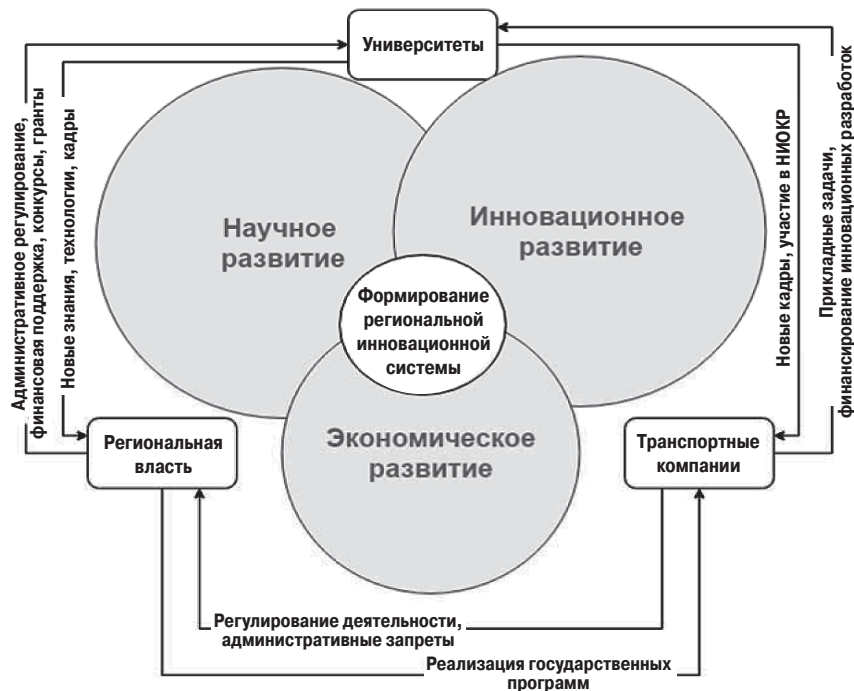 Университеты
Административное регулирование,
финансовая поддержка, конкурсы, гранты
Новые знания, технологии, кадры
Научное
развитие
Инновационное
развитие
Новые кадры, участие в НИОКР
Прикладные задачи,
финансирование инновационных разработок
Формирование
региональной
инновационной
системы
Региональная
власть
Экономическое
развитие
Транспортные
компании
Регулирование деятельности,
административные запреты
Реализация государственных
программ